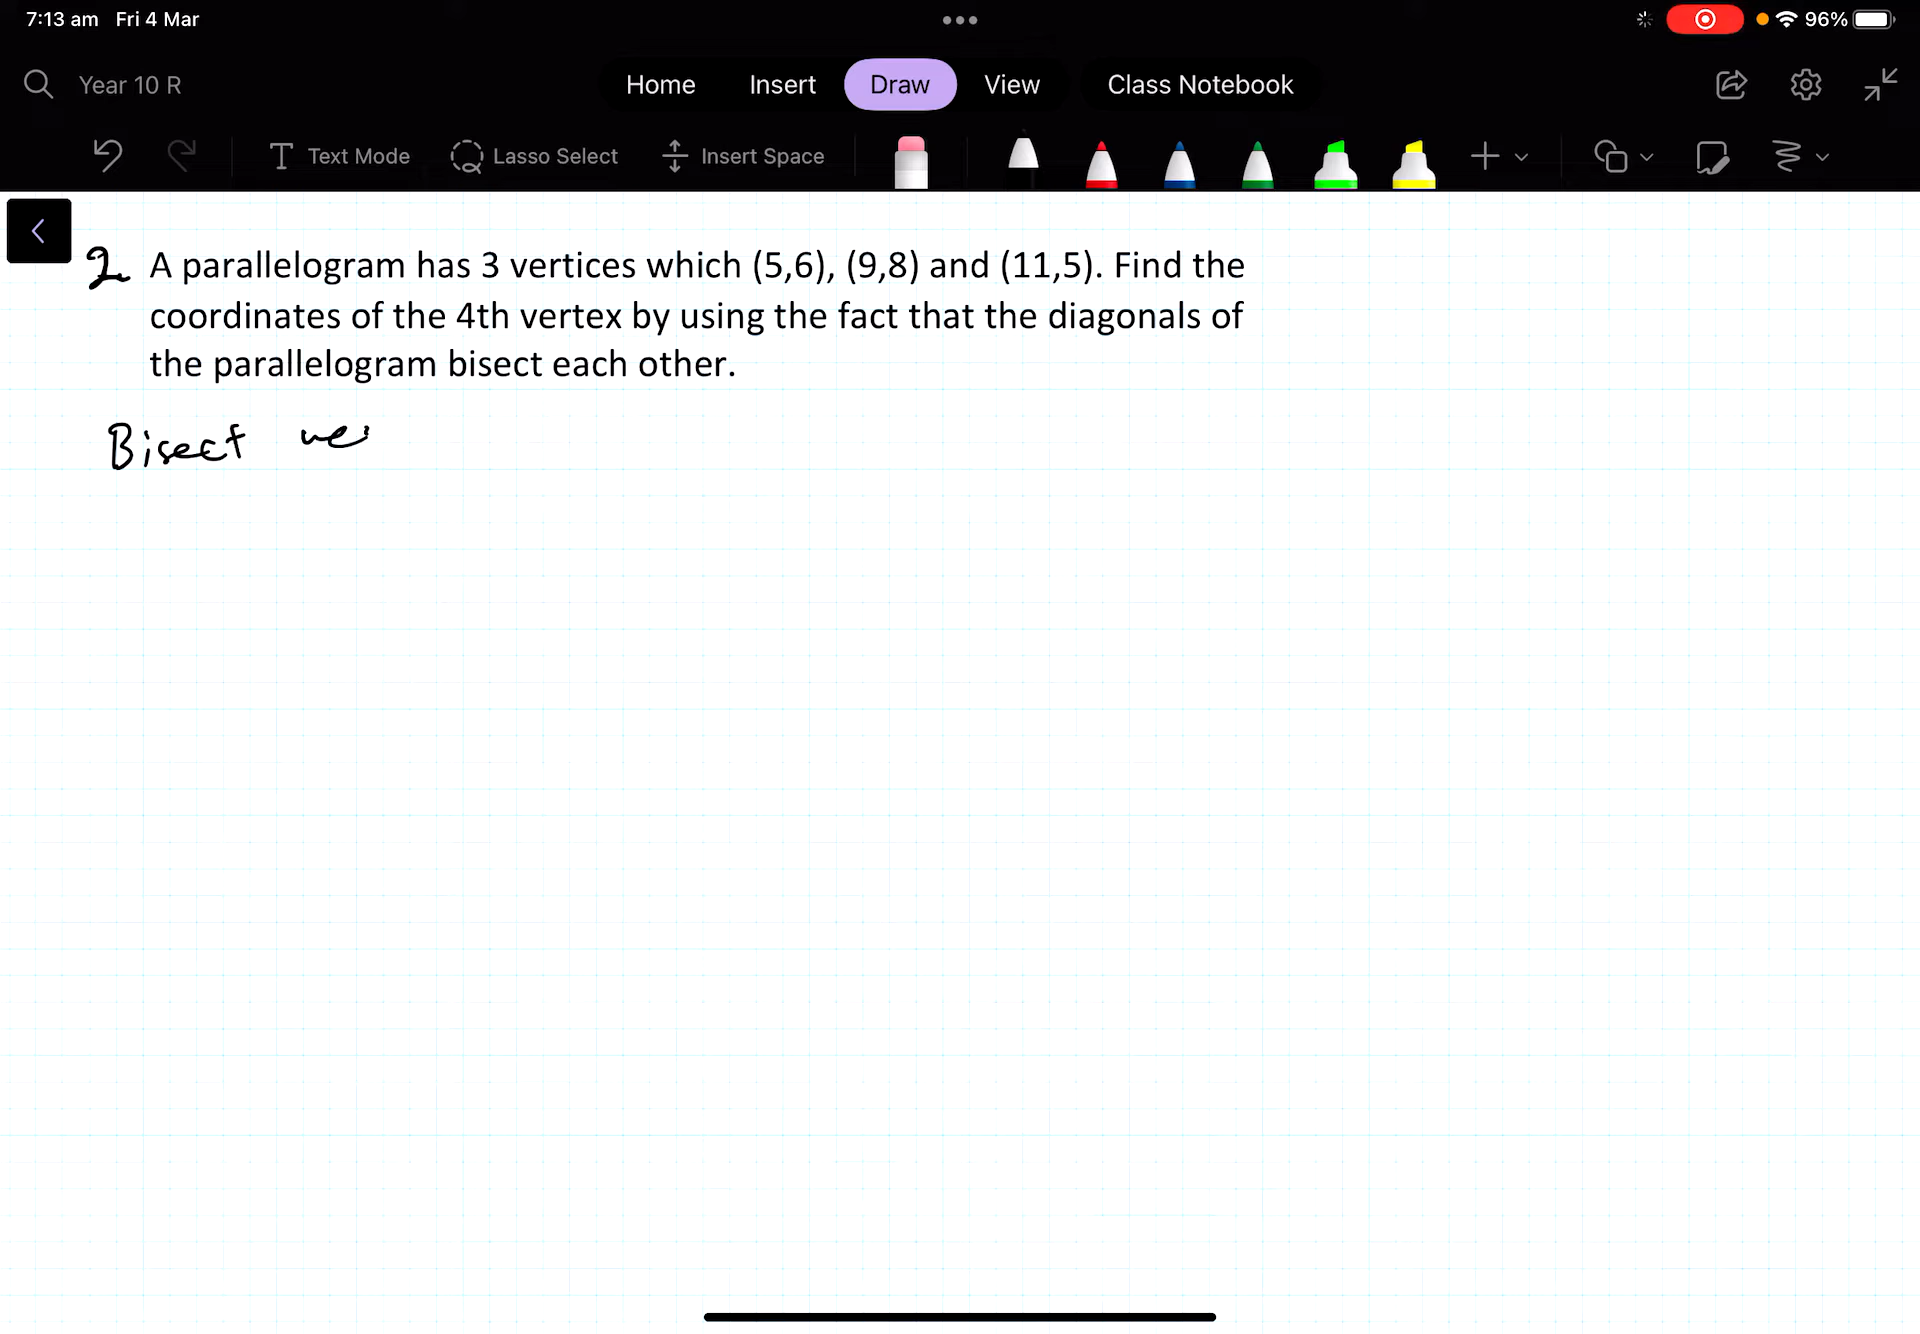 7:13 am Fri 4 Mar
96%
Year 10 R
Home Insert Draw View Class Notebook
Text Mode Lasso Select Insert Space
2 A parallelogram has 3 vertices which (5,6), (9,8) and (11,5). Find the
coordinates of the 4th vertex by using the fact that the diagonals of
the parallelogram bisect each other.
Bisect